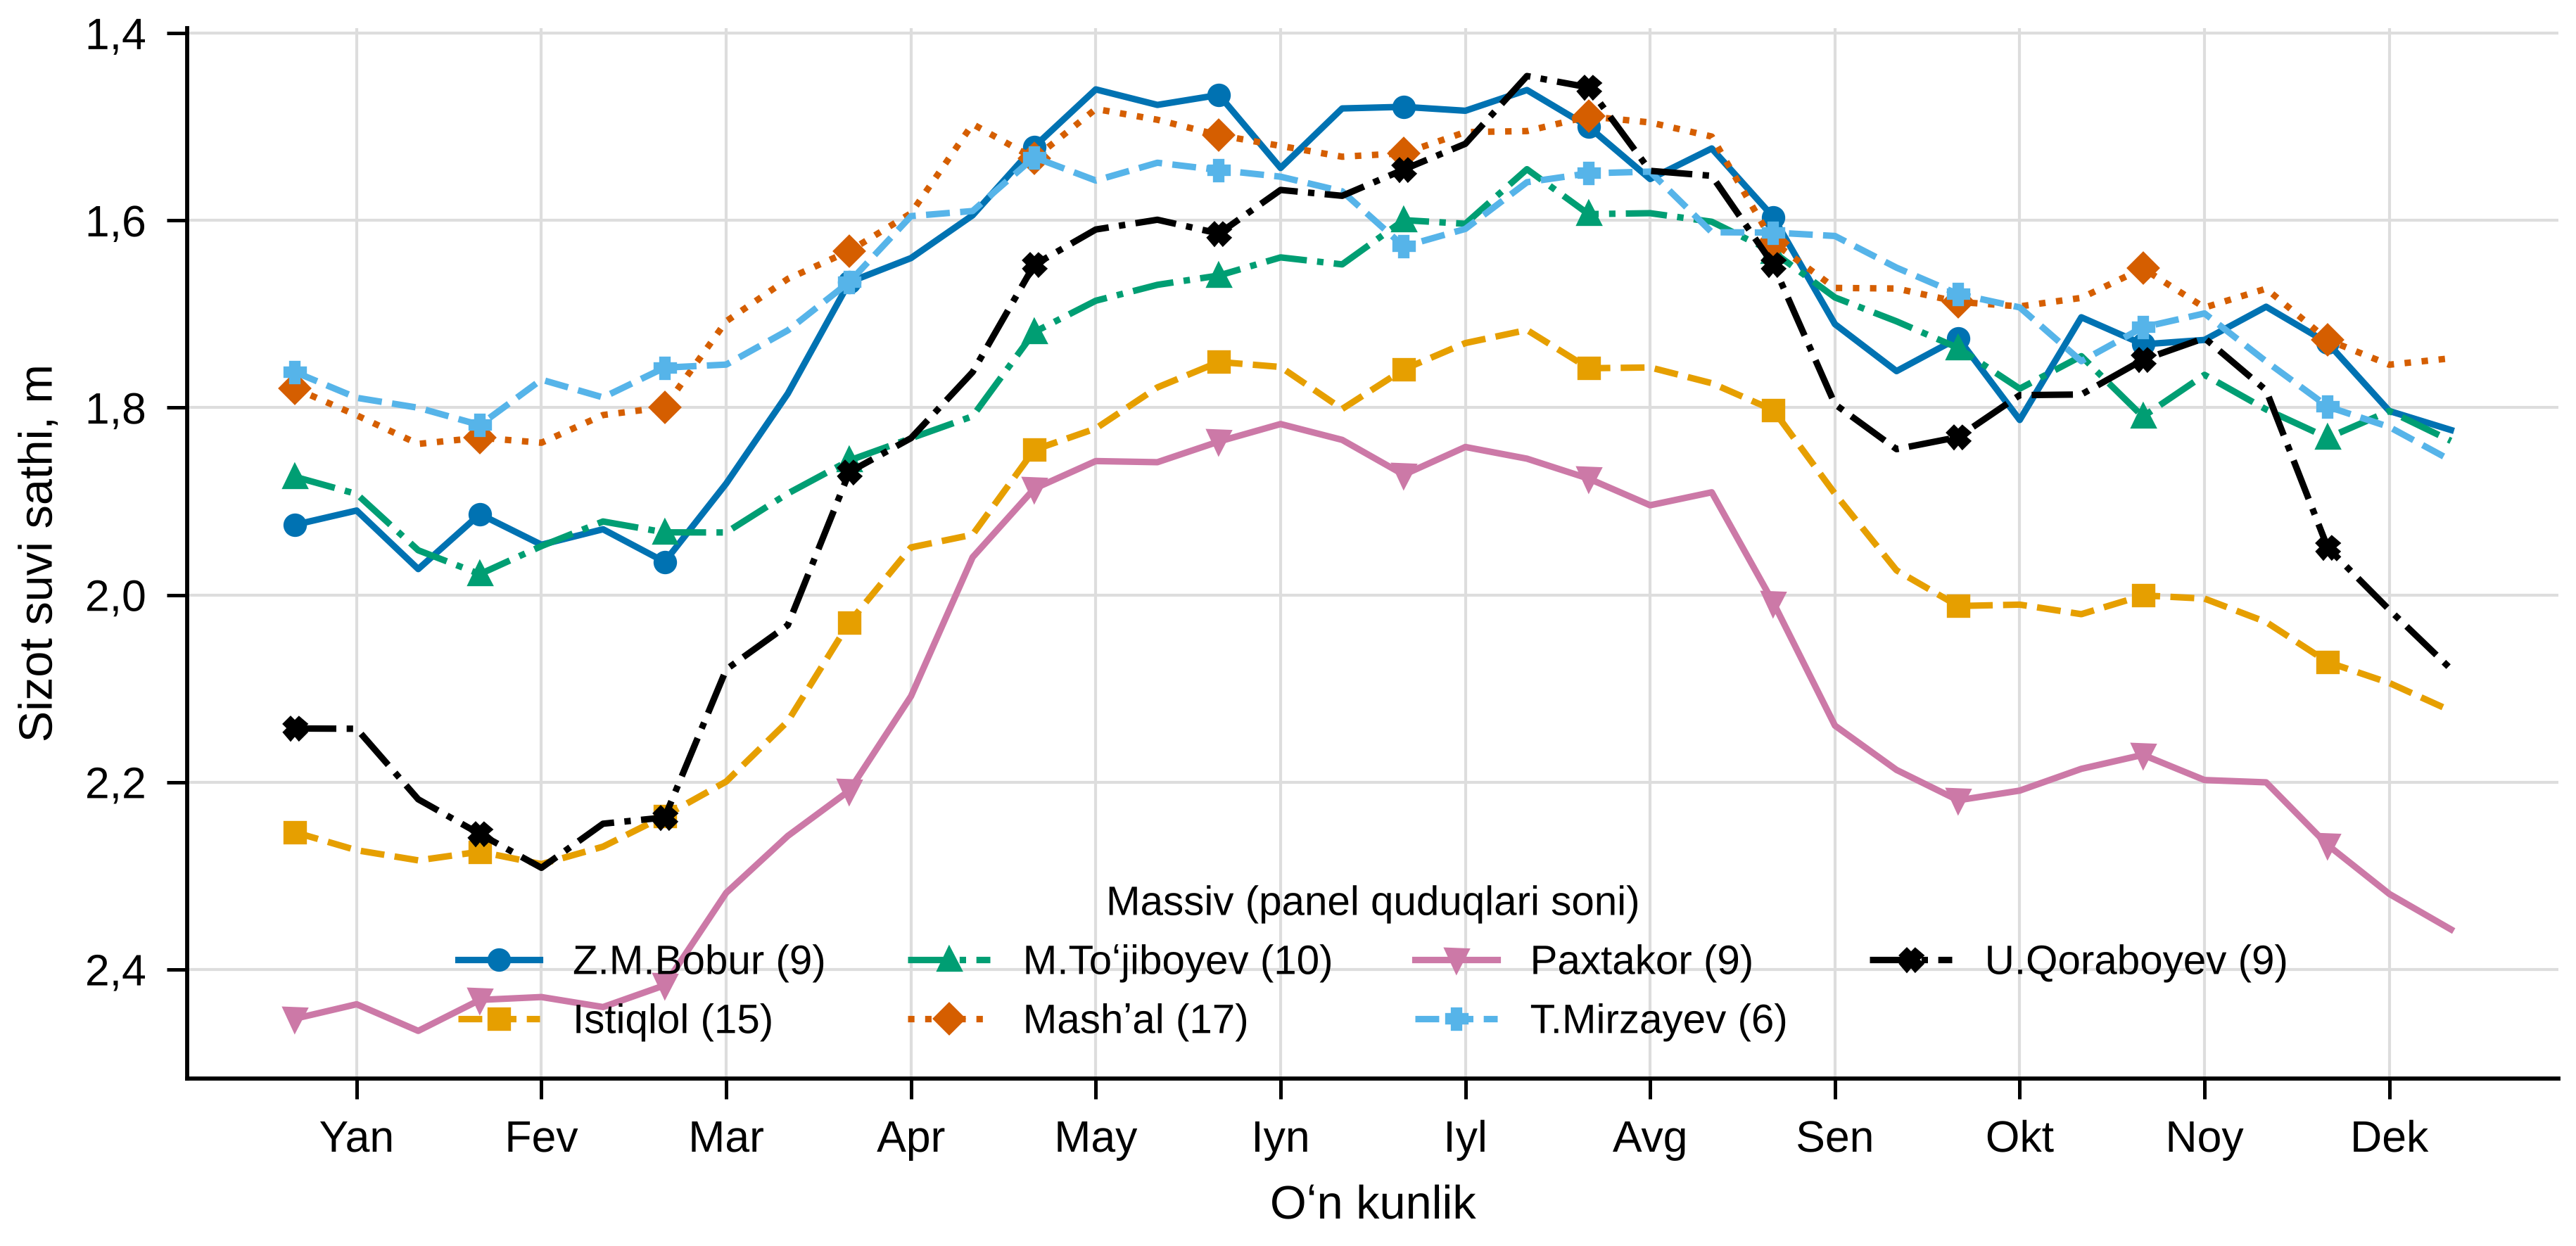 1,4
1,6
1,8
2,0
2,2
2,4
Sizot suvi sathi, m
Massiv (panel quduqlari soni)
Z.M.Bobur (9)
Istiqlol (15)
M.Toʻjiboyev (10)
Mash’al (17)
Paxtakor (9)
T.Mirzayev (6)
U.Qoraboyev (9)
Yan Fev Mar Apr May Iyn Iyl Avg Sen Okt Noy Dek
Oʻn kunlik